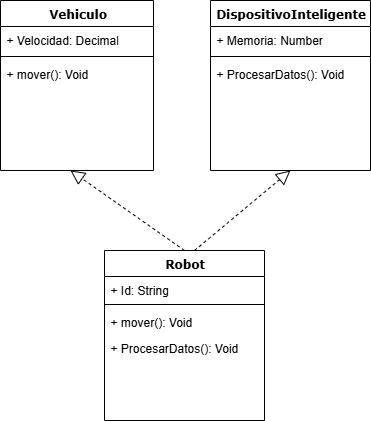 Vehiculo
+ Velocidad: Decimal
+ mover(): Void
DispositivoInteligente
+ Memoria: Number
+ ProcesarDatos(): Void
Robot
+ Id: String
+ mover(): Void
+ ProcesarDatos(): Void